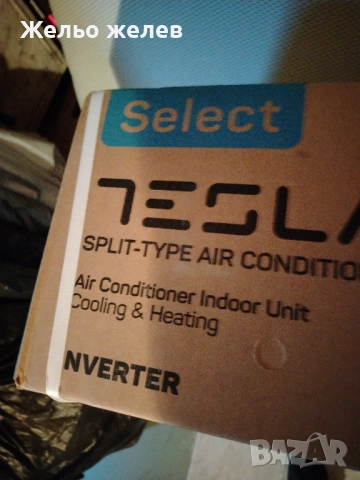 Жельо желев
Select
TESLA
SPLIT-TYPE AIR CONDITIO
Air Conditioner Indoor Unit
Cooling & Heating
NVERTER
BAZAR